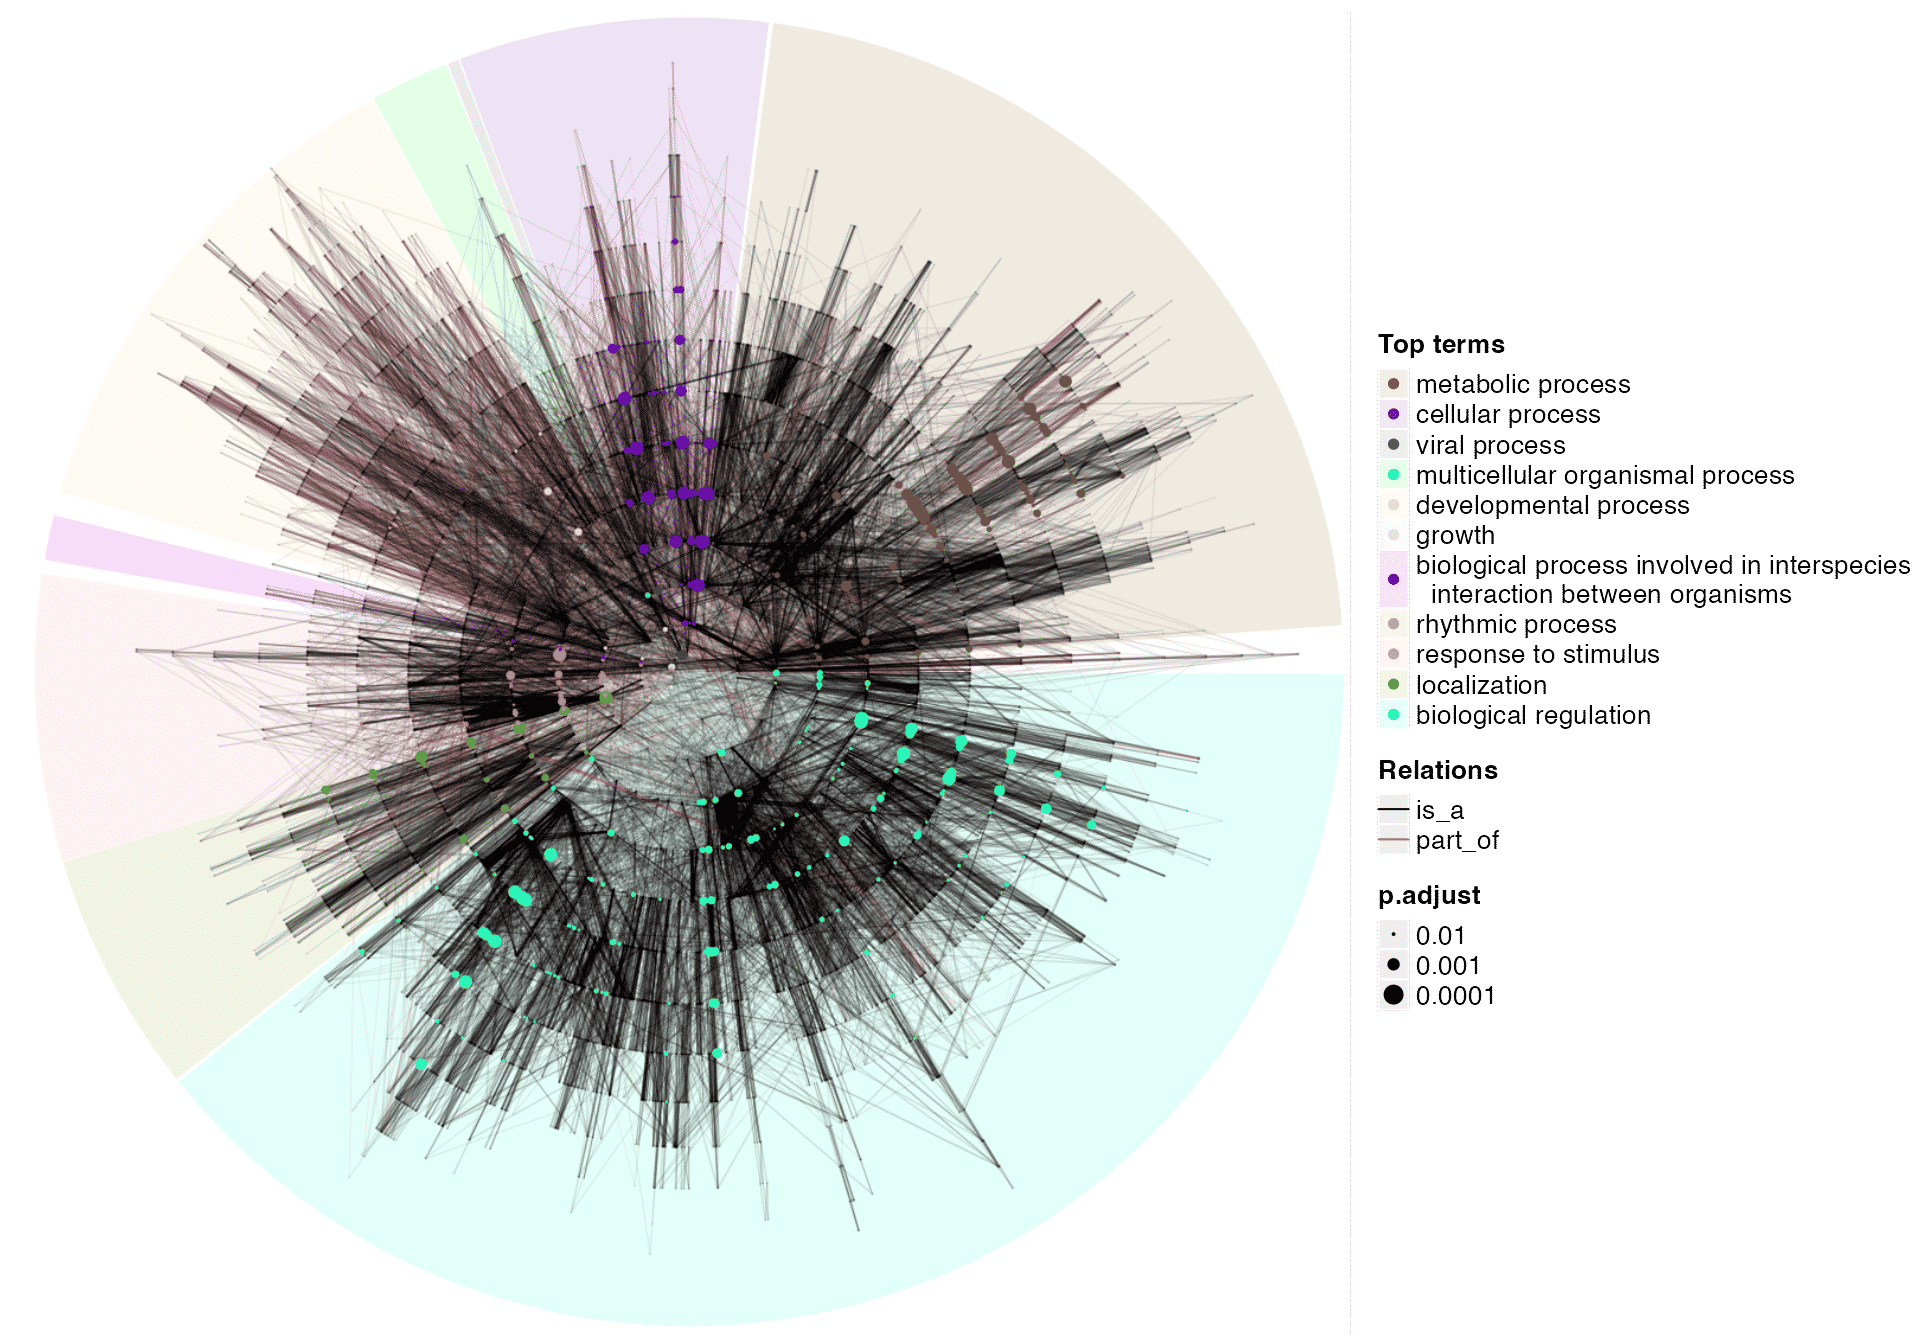 Top terms
metabolic process
cellular process
viral process
multicellular organismal process
developmental process
growth
biological process involved in interspecies
interaction between organisms
rhythmic process
response to stimulus
localization
biological regulation
Relations
is_a
part_of
p.adjust
0.01
0.001
0.0001